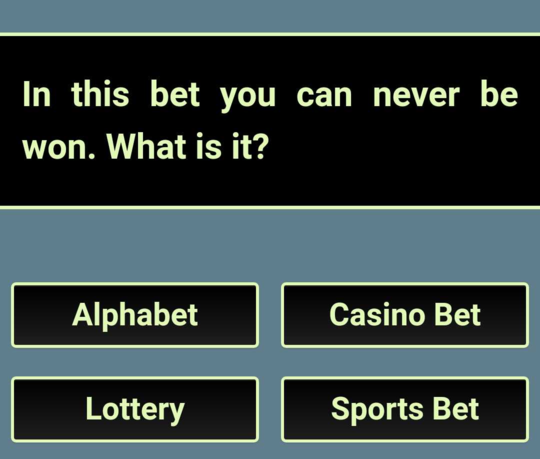 In this bet you can never be
won. What is it?
Alphabet
Casino Bet
Lottery
Sports Bet